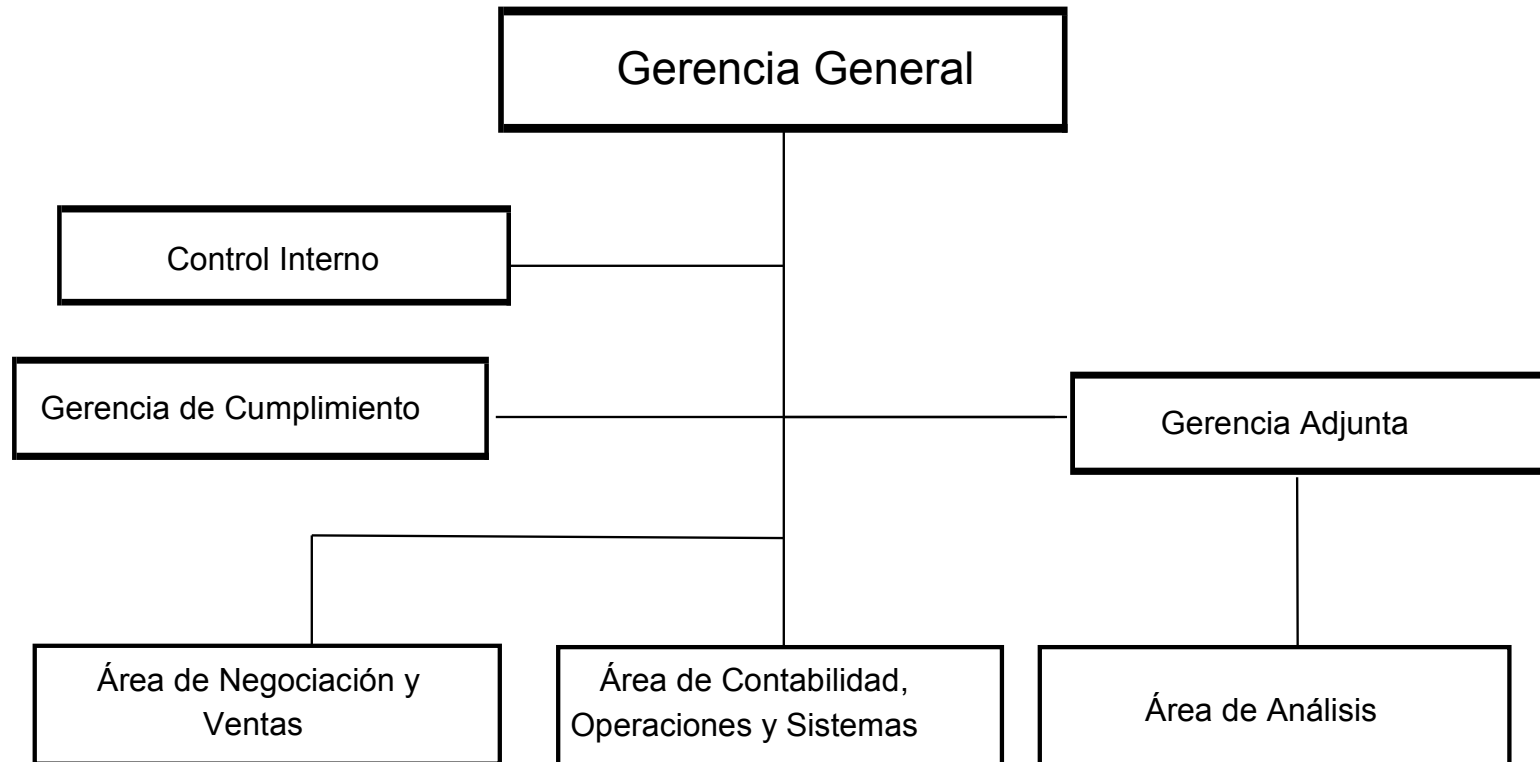 Gerencia General
Control Interno
Gerencia de Cumplimiento
Gerencia Adjunta
Área de Negociación y
Ventas
Área de Contabilidad,
Operaciones y Sistemas
Área de Análisis